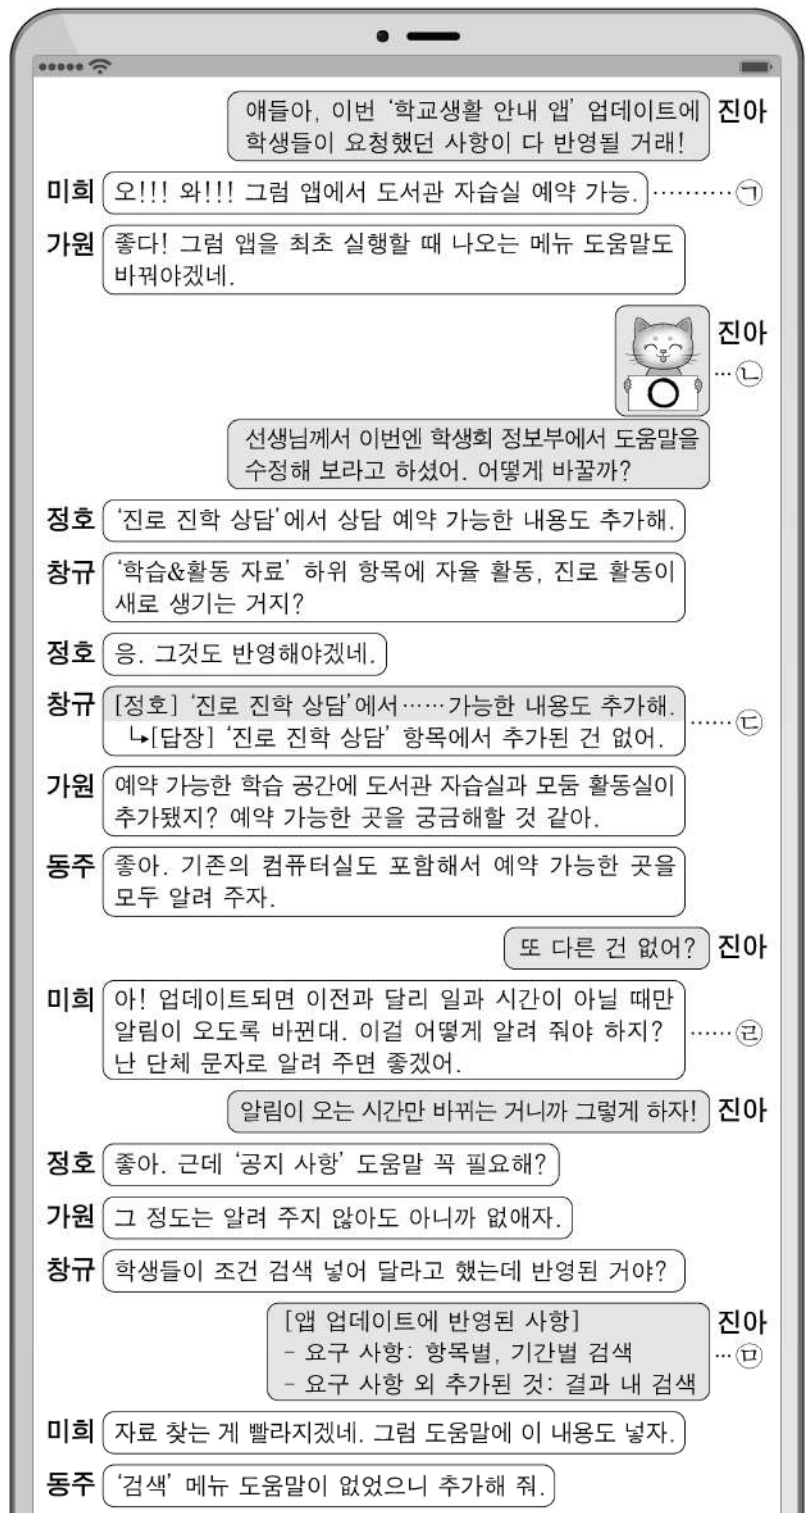 얘들아, 이번 ‘학교생활 안내 앱’ 업데이트에 진아
학생들이 요청했던 사항이 다 반영될 거래!
미희 오!!! 와!!! 그럼 앱에서 도서관 자습실 예약 가능. ··········㉠
가원 좋다! 그럼 앱을 최초 실행할 때 나오는 메뉴 도움말도
바꿔야겠네.
진아
···㉡
선생님께서 이번엔 학생회 정보부에서 도움말을
수정해 보라고 하셨어. 어떻게 바꿀까?
정호 ‘진로 진학 상담’에서 상담 예약 가능한 내용도 추가해.
창규 ‘학습&활동 자료’ 하위 항목에 자율 활동, 진로 활동이
새로 생기는 거지?
정호 응. 그것도 반영해야겠네.
창규 [정호] ‘진로 진학 상담’에서……가능한 내용도 추가해.
↳[답장] ‘진로 진학 상담’ 항목에서 추가된 건 없어. ······㉢
가원 예약 가능한 학습 공간에 도서관 자습실과 모둠 활동실이
추가됐지? 예약 가능한 곳을 궁금해할 것 같아.
동주 좋아. 기존의 컴퓨터실도 포함해서 예약 가능한 곳을
모두 알려 주자.
또 다른 건 없어? 진아
미희 아! 업데이트되면 이전과 달리 일과 시간이 아닐 때만
알림이 오도록 바뀐대. 이걸 어떻게 알려 줘야 하지? ······㉣
난 단체 문자로 알려 주면 좋겠어.
알림이 오는 시간만 바뀌는 거니까 그렇게 하자! 진아
정호 좋아. 근데 ‘공지 사항’ 도움말 꼭 필요해?
가원 그 정도는 알려 주지 않아도 아니까 없애자.
창규 학생들이 조건 검색 넣어 달라고 했는데 반영된 거야?
[앱 업데이트에 반영된 사항] 진아
- 요구 사항: 항목별, 기간별 검색 ···㉤
- 요구 사항 외 추가된 것: 결과 내 검색
미희 자료 찾는 게 빨라지겠네. 그럼 도움말에 이 내용도 넣자.
동주 ‘검색’ 메뉴 도움말이 없었으니 추가해 줘.